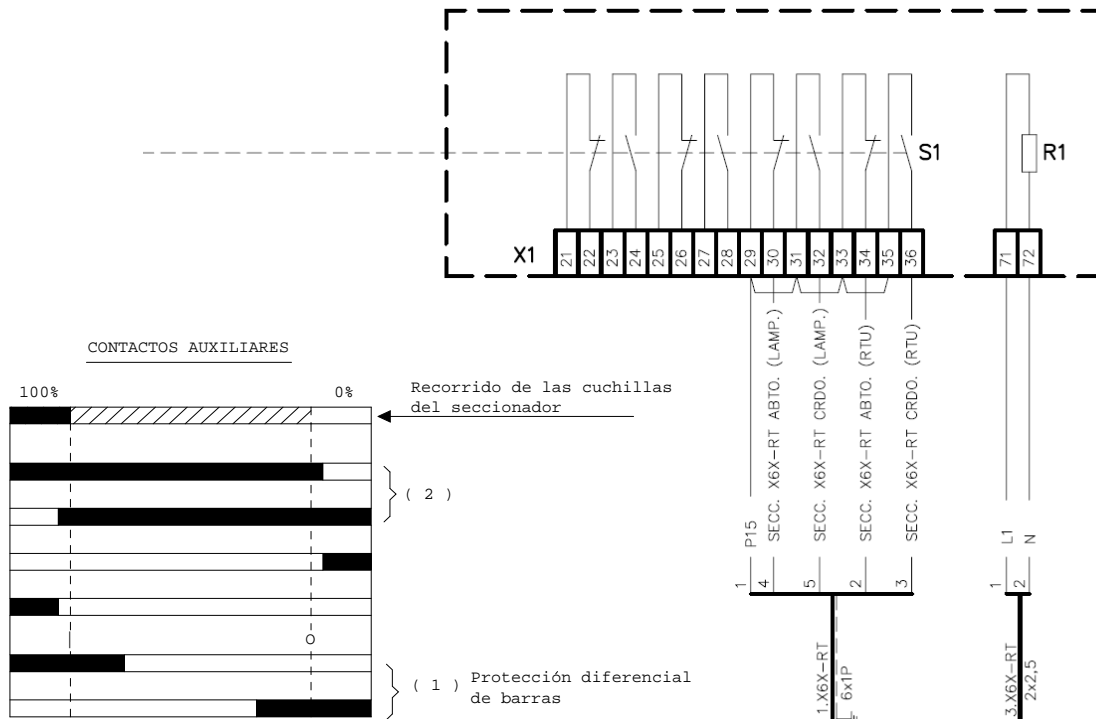 S1
R1
X1
21
22
23
24
25
26
27
28
29
30
31
32
33
34
35
36
71
72
CONTACTOS AUXILIARES
100%
0%
Recorrido de las cuchillas
del seccionador
( 2 )
O
( 1 )
Protección diferencial
de barras
P15
SECC. X6X-RT ABTO. (LAMP.)
SECC. X6X-RT CRDO. (LAMP.)
SECC. X6X-RT ABTO. (RTU)
SECC. X6X-RT CRDO. (RTU)
L1
N
1
4
5
2
3
1
2
1.X6X-RT
6x1P
3.X6X-RT
2x2,5